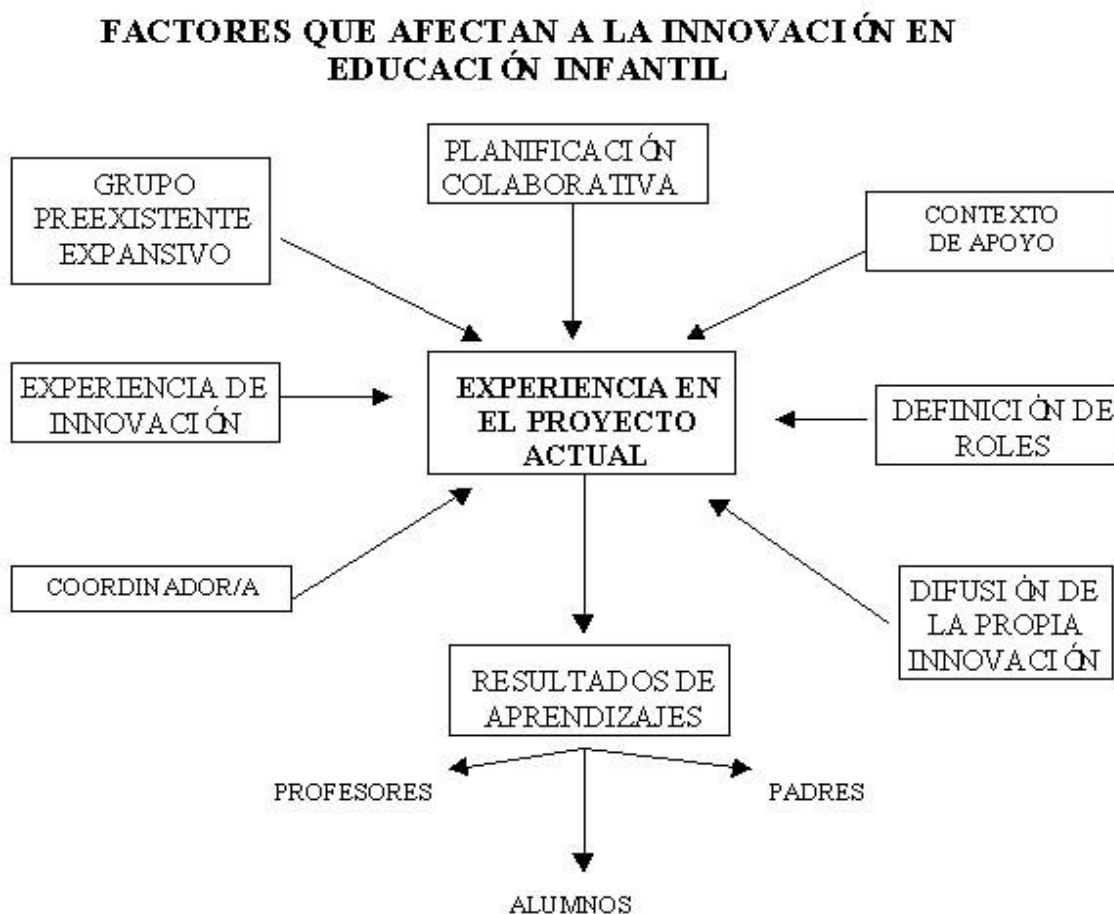 FACTORES QUE AFECTAN A LA INNOVACIÓN EN
EDUCACIÓN INFANTIL
PLANIFICACIÓN
COLABORATIVA
GRUPO
PREEXISTENTE
EXPANSIVO
CONTEXTO
DE APOYO
EXPERIENCIA DE
INNOVACIÓN
EXPERIENCIA EN
EL PROYECTO
ACTUAL
DEFINICIÓN DE
ROLES
COORDINADOR/A
DIFUSIÓN DE
LA PROPIA
INNOVACIÓN
RESULTADOS DE
APRENDIZAJES
PROFESORES
PADRES
ALUMNOS